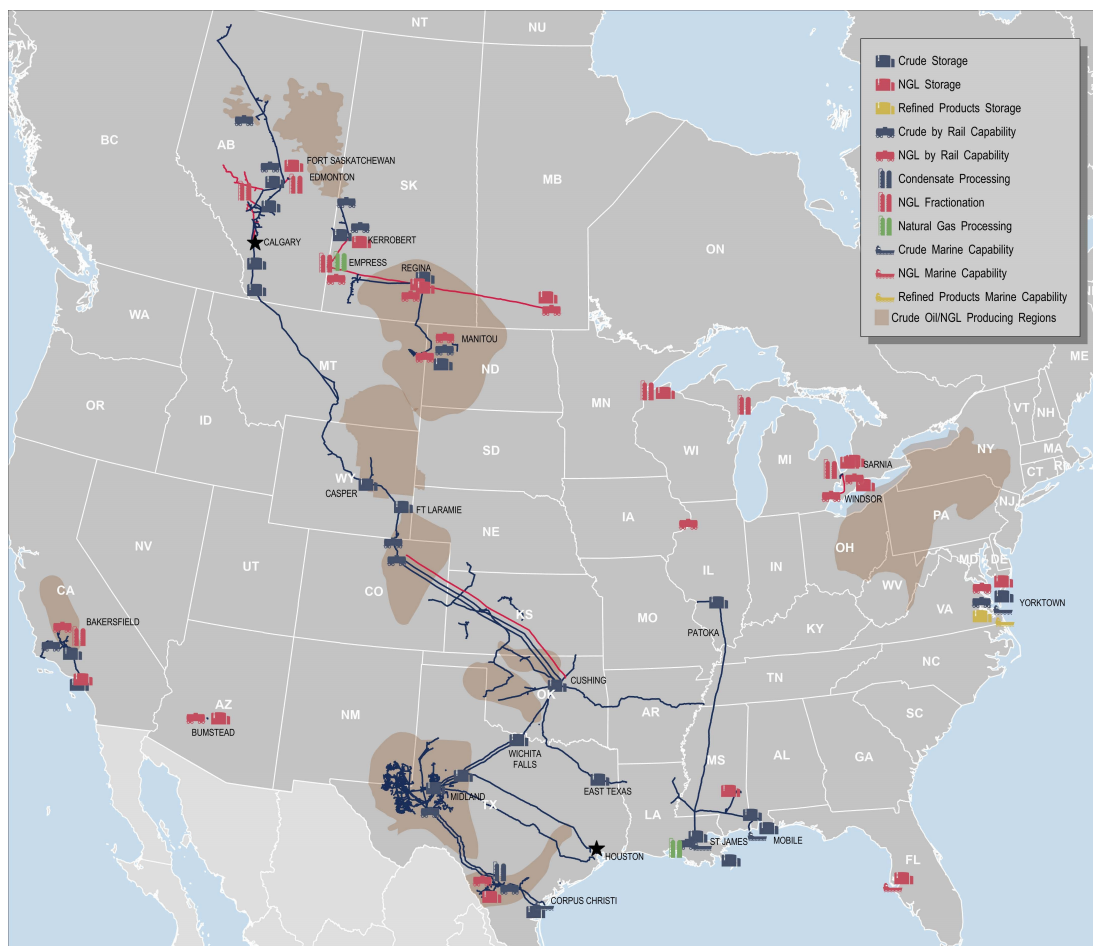 NT
NU
AK
BC
AB
SK
MB
ON
FORT SASKATCHEWAN
EDMONTON
CALGARY
KERROBERT
EMPRESS
REGINA
Crude Storage
NGL Storage
Refined Products Storage
Crude by Rail Capability
NGL by Rail Capability
Condensate Processing
NGL Fractionation
Natural Gas Processing
Crude Marine Capability
NGL Marine Capability
Refined Products Marine Capability
Crude Oil/NGL Producing Regions
WA
MT
MANITOU
ND
MN
ME
OR
ID
SD
WI
MI
VT
NH
NY
MA
CT
SARNIA
WINDSOR
WY
CASPER
FT LARAMIE
NE
IA
PA
NJ
NV
UT
CO
IL
IN
OH
WV
MD
DE
VA
YORKTOWN
CA
BAKERSFIELD
KS
MO
PATOKA
KY
NC
TN
CUSHING
OK
AR
SC
AZ
BUMSTEAD
NM
WICHITA
FALLS
MS
AL
GA
EAST TEXAS
MIDLAND
TX
LA
ST JAMES
MOBILE
HOUSTON
FL
CORPUS CHRISTI